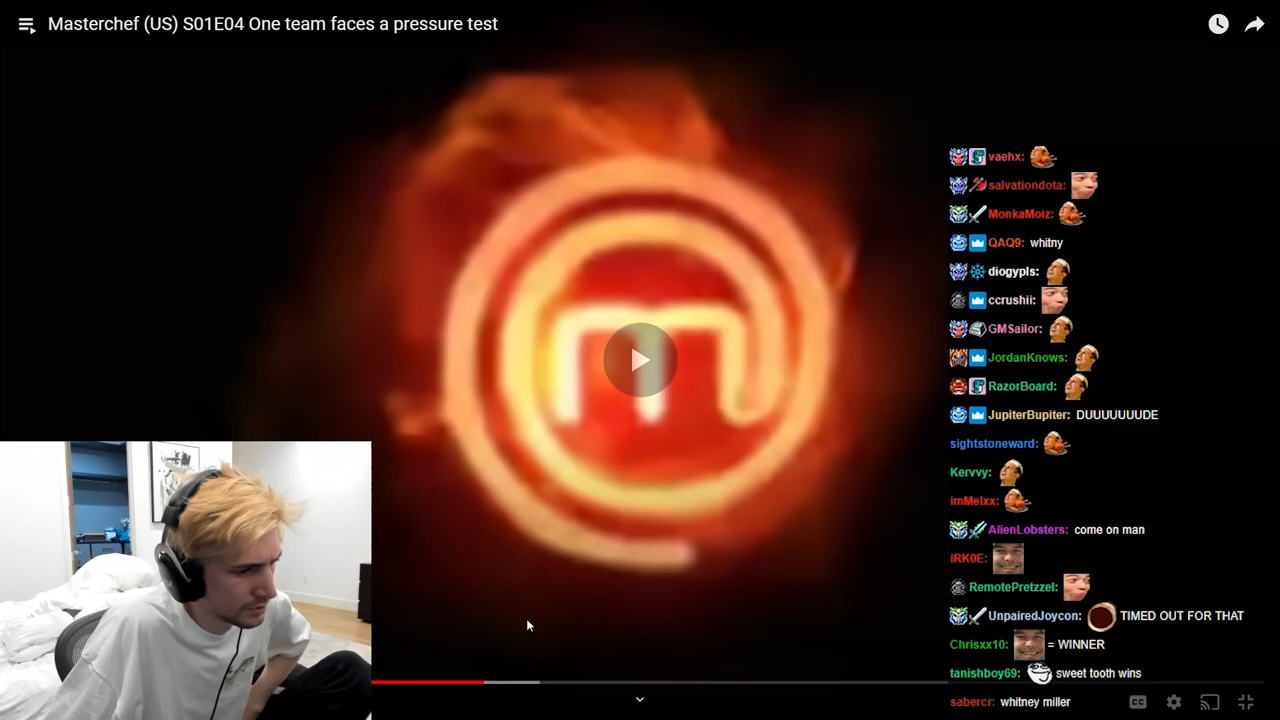 Masterchef (US) S01E04 One team faces a pressure test
m
vaehx:
salvationdota:
MonkaMoiz:
QAQ9: whitny
diogypls:
ccrushii:
GMSailor:
JordanKnows:
RazorBoard:
JupiterBupiter: DUUUUUUUDE
sightstoneward:
Kervvy:
imMelxx:
AlienLobsters: come on man
iRK0E:
RemotePretzzel:
UnpairedJoycon: TIMED OUT FOR THAT
Chrisxx10: = WINNER
tanishboy69: sweet tooth wins
sabercr: whitney miller
CC